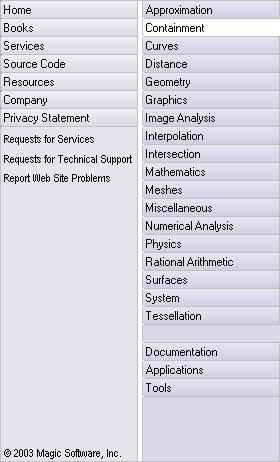 Home
Books
Services
Source Code
Resources
Company
Privacy Statement
Requests for Services
Requests for Technical Support
Report Web Site Problems
© 2003 Magic Software, Inc.
Approximation
Containment
Curves
Distance
Geometry
Graphics
Image Analysis
Interpolation
Intersection
Mathematics
Meshes
Miscellaneous
Numerical Analysis
Physics
Rational Arithmetic
Surfaces
System
Tessellation
Documentation
Applications
Tools